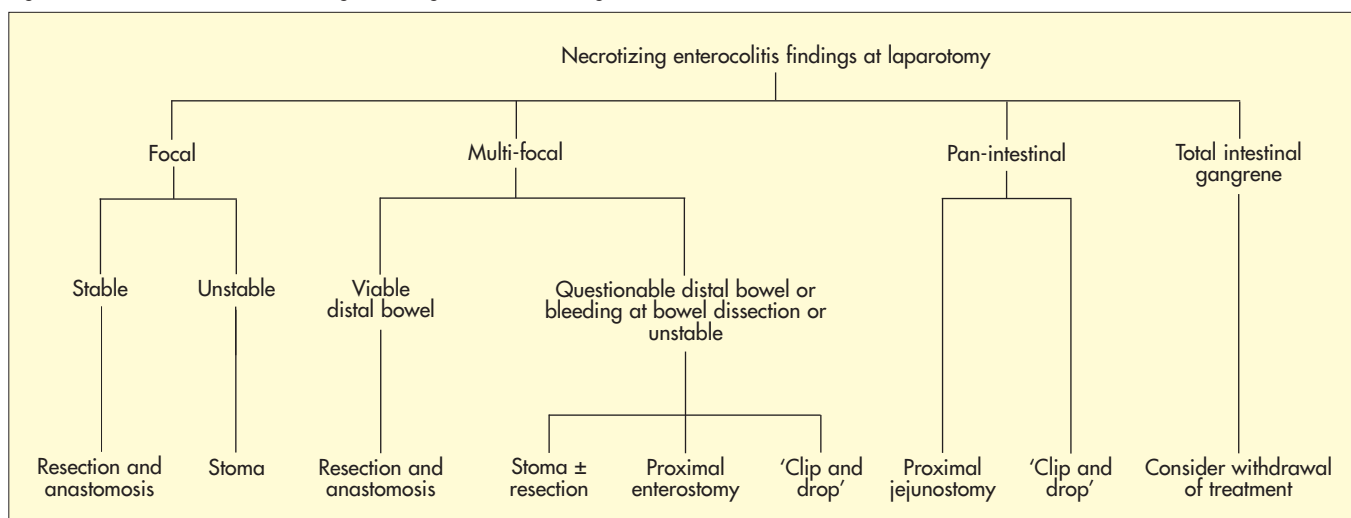 Necrotizing enterocolitis findings at laparotomy
Focal
Multi-focal
Pan-intestinal
Total intestinal
gangrene
Stable
Unstable
Viable
distal bowel
Questionable distal bowel or
bleeding at bowel dissection or
unstable
Resection and
anastomosis
Stoma
Resection and
anastomosis
Stoma ±
resection
Proximal
enterostomy
‘Clip and
drop’
Proximal
jejunostomy
‘Clip and
drop’
Consider withdrawal
of treatment